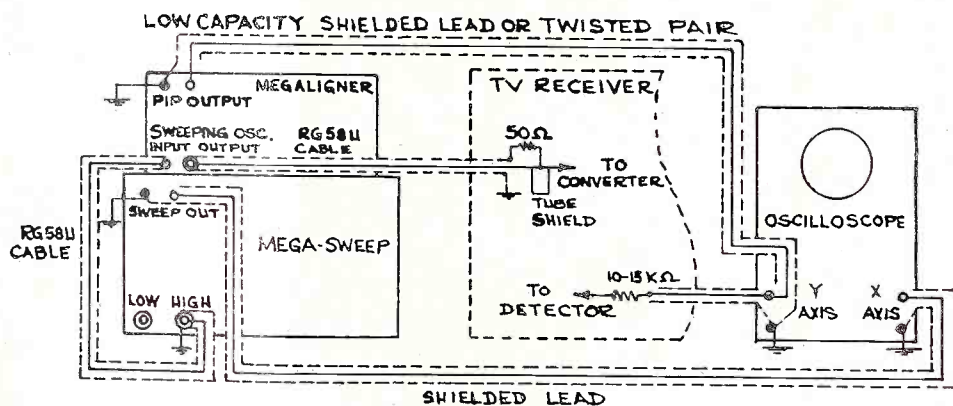 LOW CAPACITY SHIELDED LEAD OR TWISTED PAIR
MEGALIGNER
PIP OUTPUT
SWEEPING OSC.
INPUT OUTPUT
RG58U
CABLE
TV RECEIVER
50Ω
TO
CONVERTER
TUBE
SHIELD
OSCILLOSCOPE
SWEEP OUT
MEGA-SWEEP
RG58U
CABLE
LOW HIGH
10-15KΩ
TO
DETECTOR
Y
AXIS
X
AXIS
SHIELDED LEAD